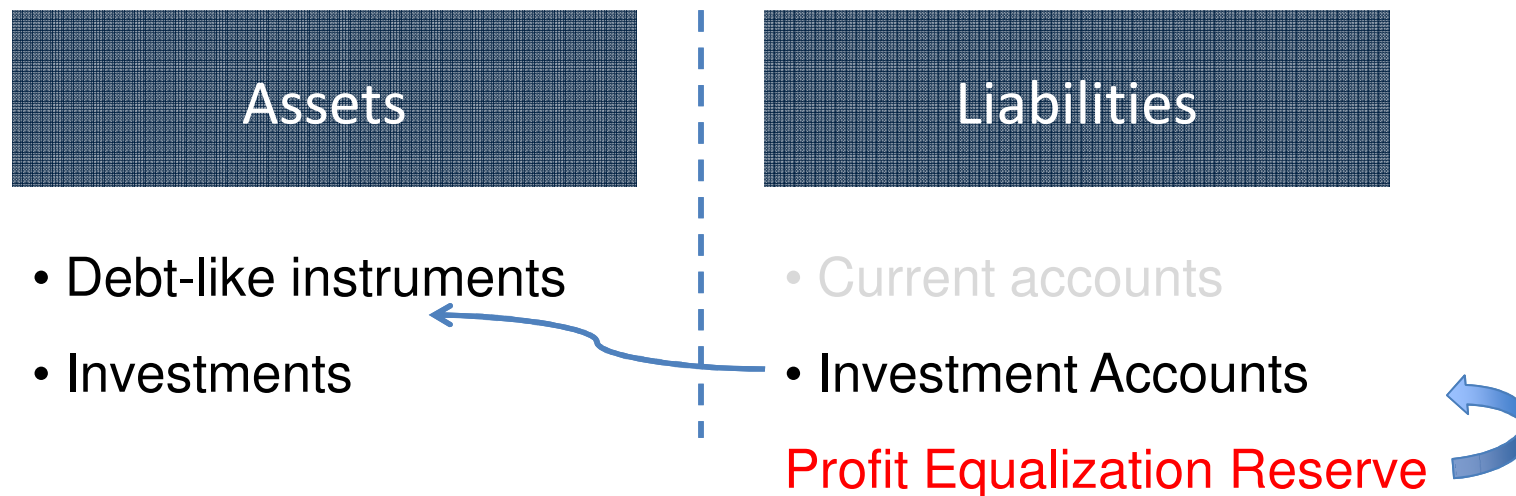 Assets
Liabilities
• Debt-like instruments
• Investments
• Current accounts
• Investment Accounts
Profit Equalization Reserve